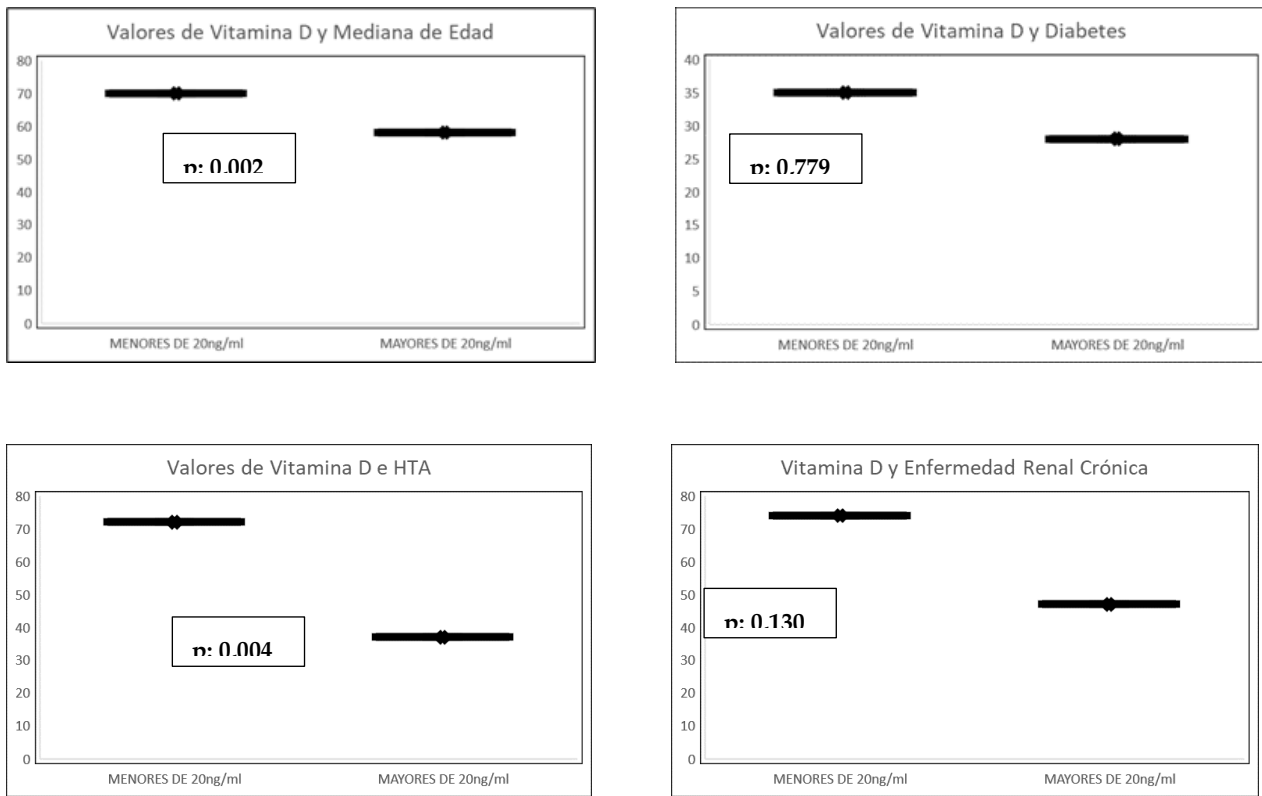 Valores de Vitamina D y Mediana de Edad
80
70
60
50
40
30
20
10
0
p: 0.002
MENORES DE 20ng/ml
MAYORES DE 20ng/ml
Valores de Vitamina D y Diabetes
40
35
30
25
20
15
10
5
0
p: 0.779
MENORES DE 20ng/ml
MAYORES DE 20ng/ml
Valores de Vitamina D e HTA
80
70
60
50
40
30
20
10
0
p: 0.004
MENORES DE 20ng/ml
MAYORES DE 20ng/ml
Vitamina D y Enfermedad Renal Crónica
80
70
60
50
40
30
20
10
0
p: 0.130
MENORES DE 20ng/ml
MAYORES DE 20ng/ml